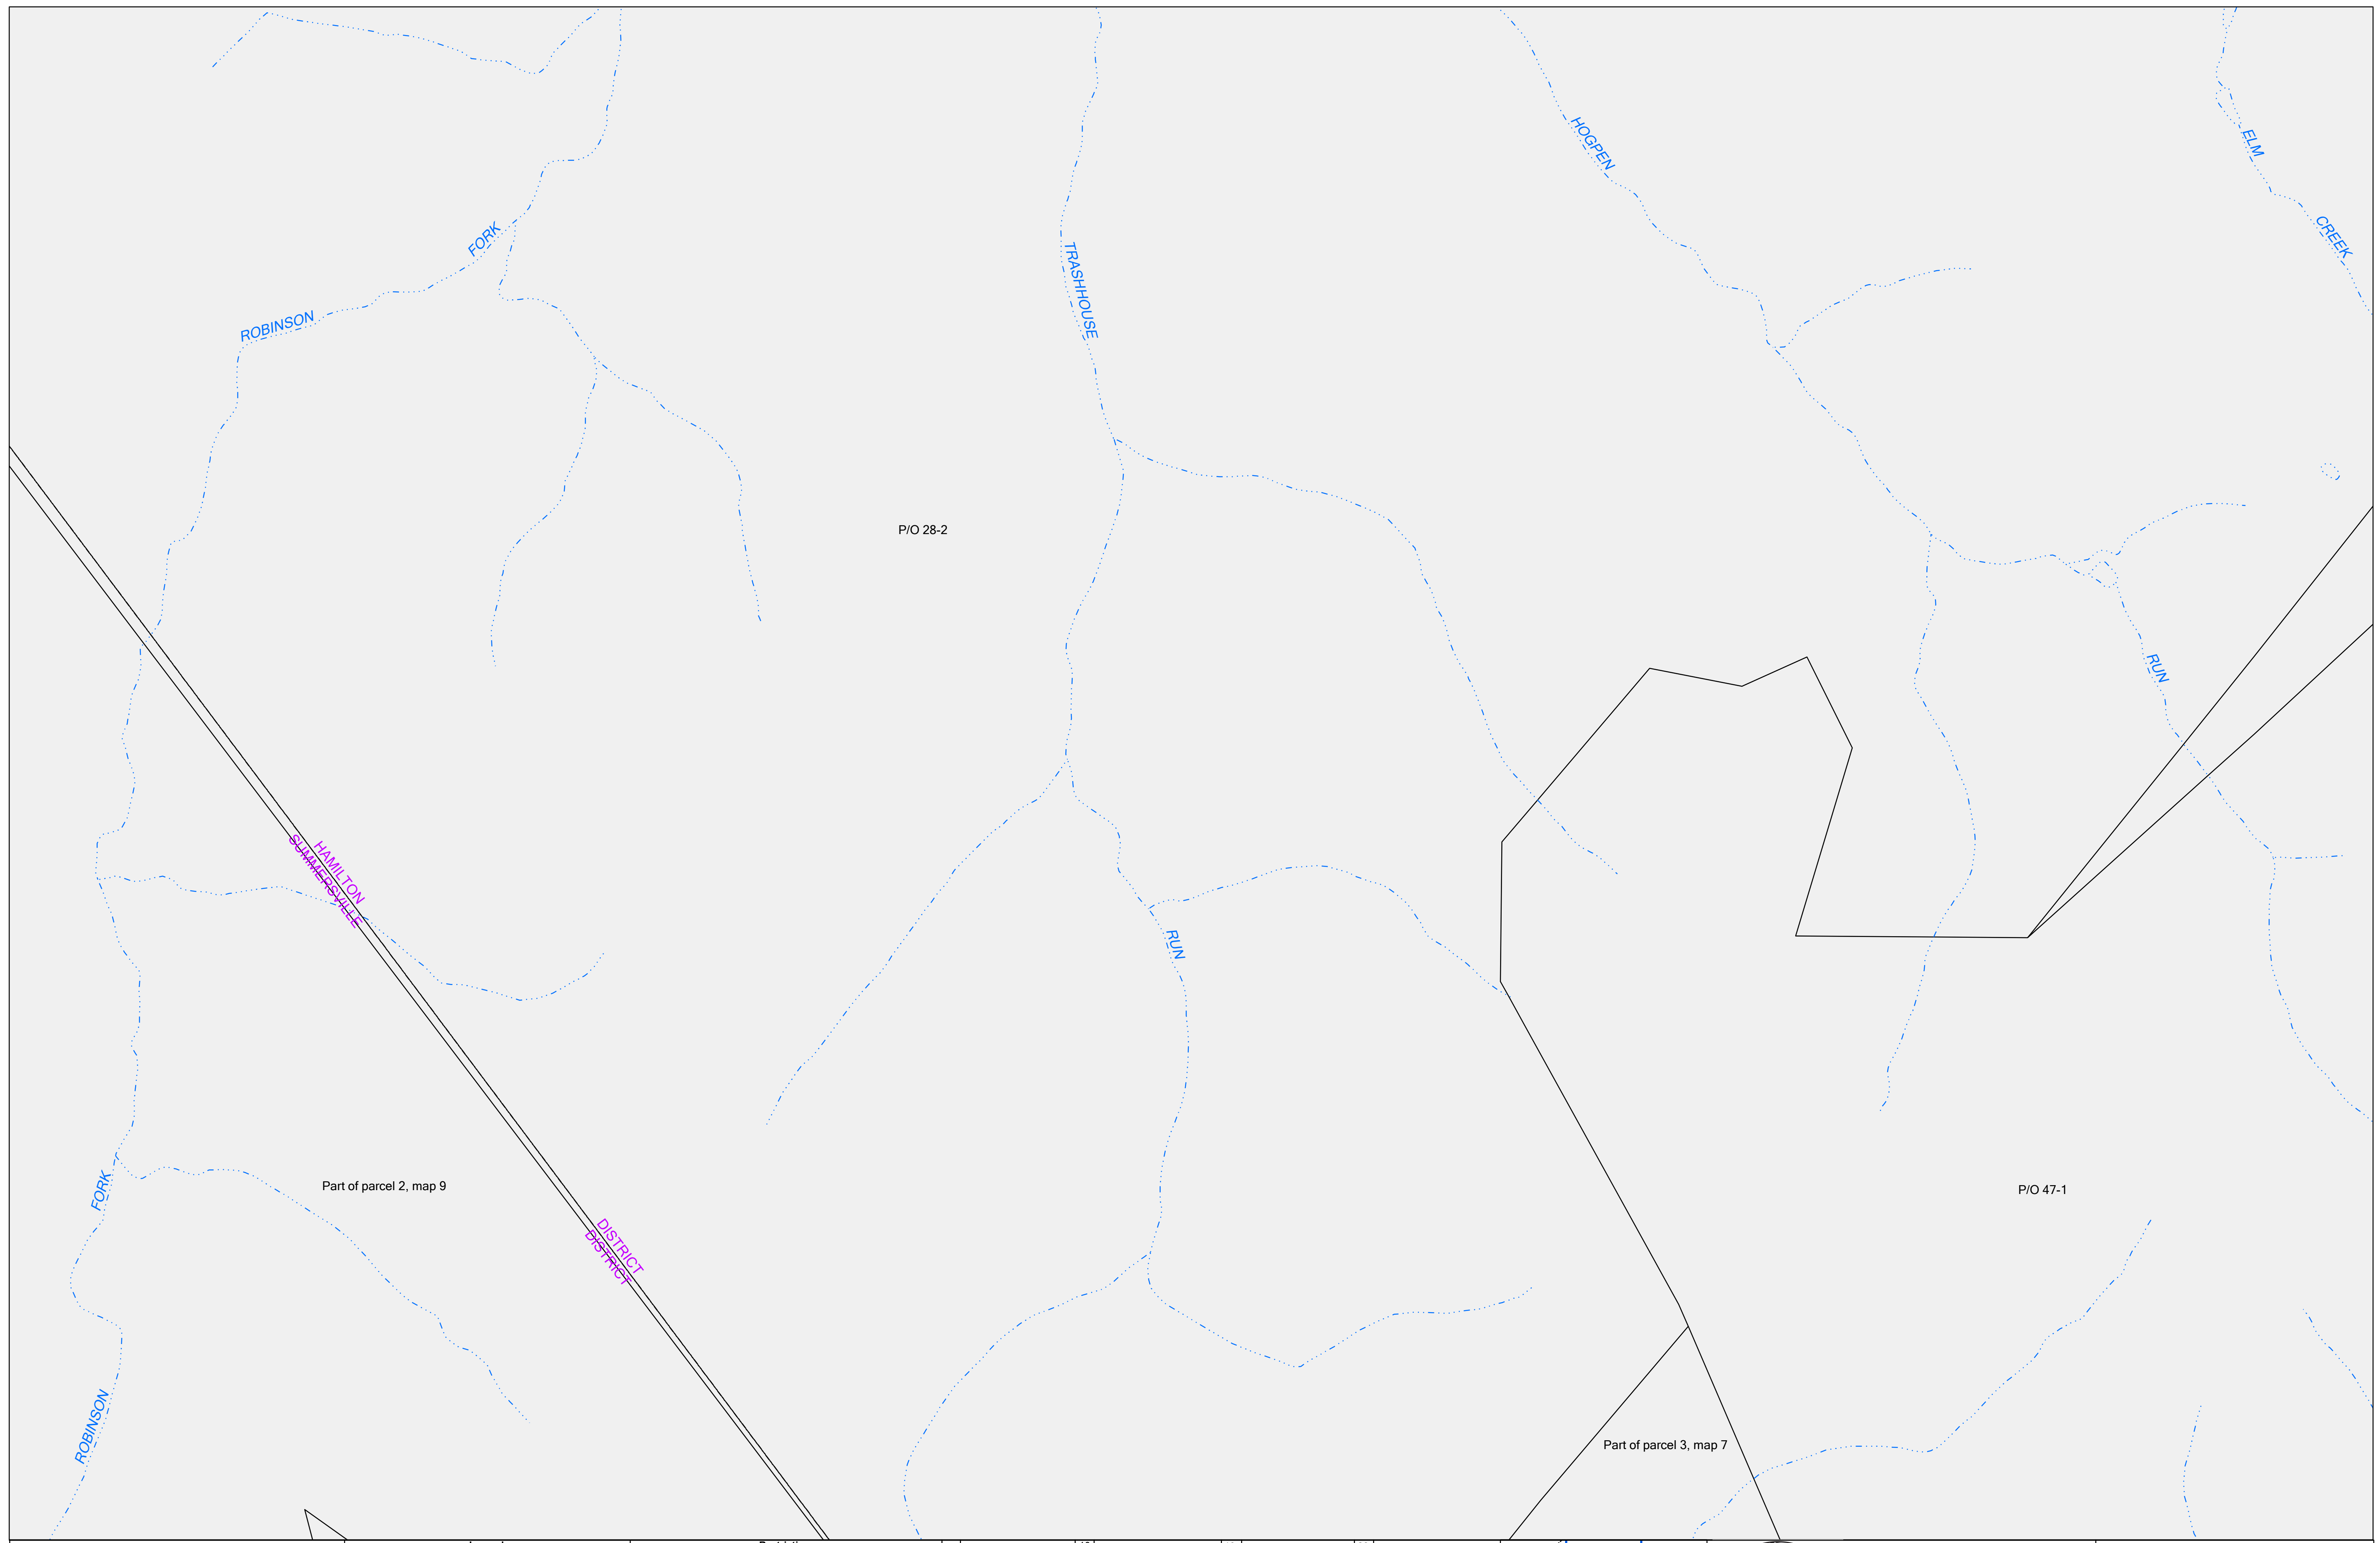 HOGPEN
ELM
CREEK
FORK
ROBINSON
TRASHHOUSE
P/O 28-2
RUN
HAMILTON
SUMMERSVILLE
RUN
FORK
Part of parcel 2, map 9
P/O 47-1
DISTRICT
DISTRICT
ROBINSON
Part of parcel 3, map 7